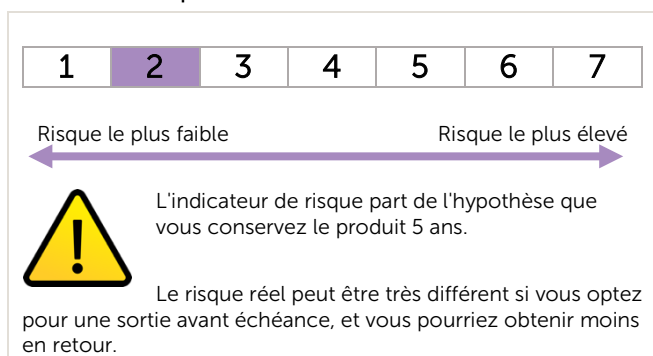 1 2 3 4 5 6 7
Risque le plus faible Risque le plus élevé
L'indicateur de risque part de l'hypothèse que
vous conservez le produit 5 ans.
Le risque réel peut être très différent si vous optez
pour une sortie avant échéance, et vous pourriez obtenir moins
en retour.